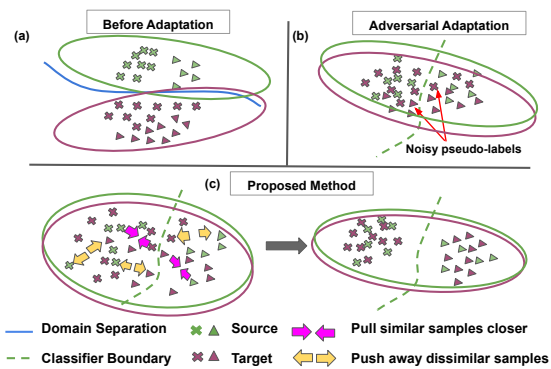 Before Adaptation
Adversarial Adaptation
(a)
(b)
Noisy pseudo-labels
(c)
Proposed Method
Domain Separation
Source
Pull similar samples closer
Classifier Boundary
Target
Push away dissimilar samples